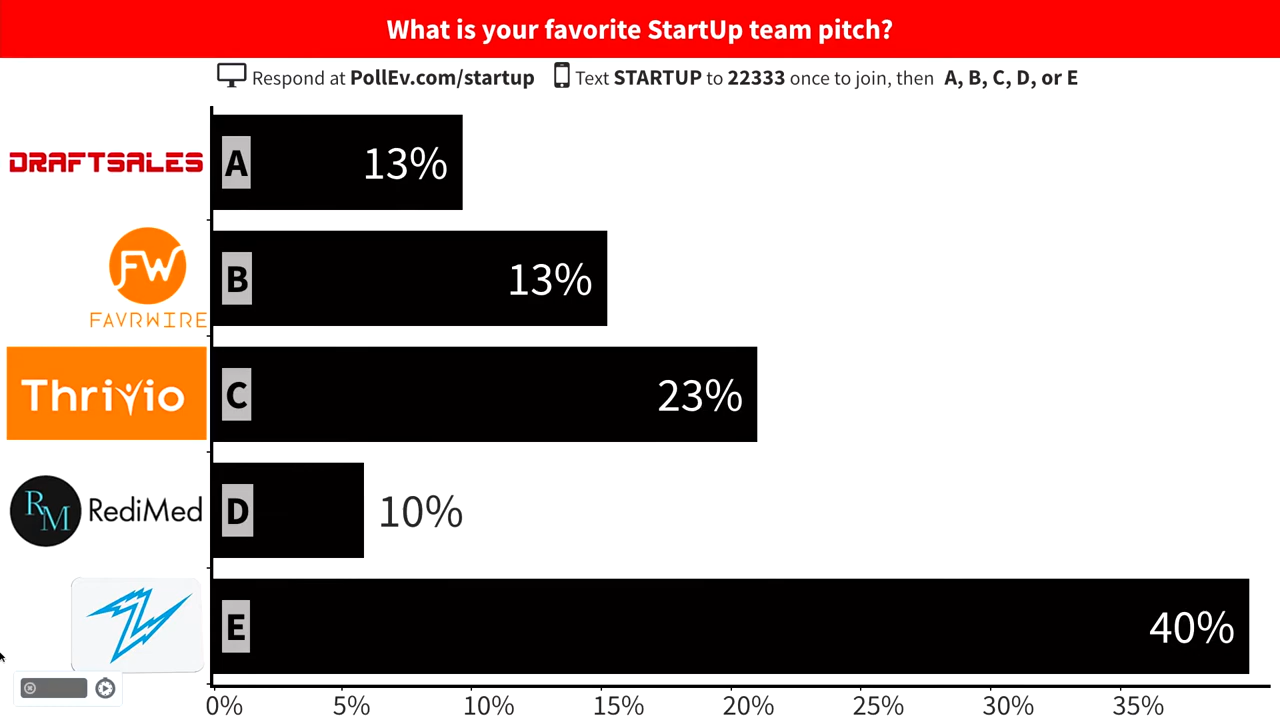 What is your favorite StartUp team pitch?
Respond at PollEv.com/startup Text STARTUP to 22333 once to join, then A, B, C, D, or E
DRAFTSALES A 13%
FW
FAVRWIRE B 13%
Thrivio C 23%
RM RediMed D 10%
E 40%
0% 5% 10% 15% 20% 25% 30% 35%